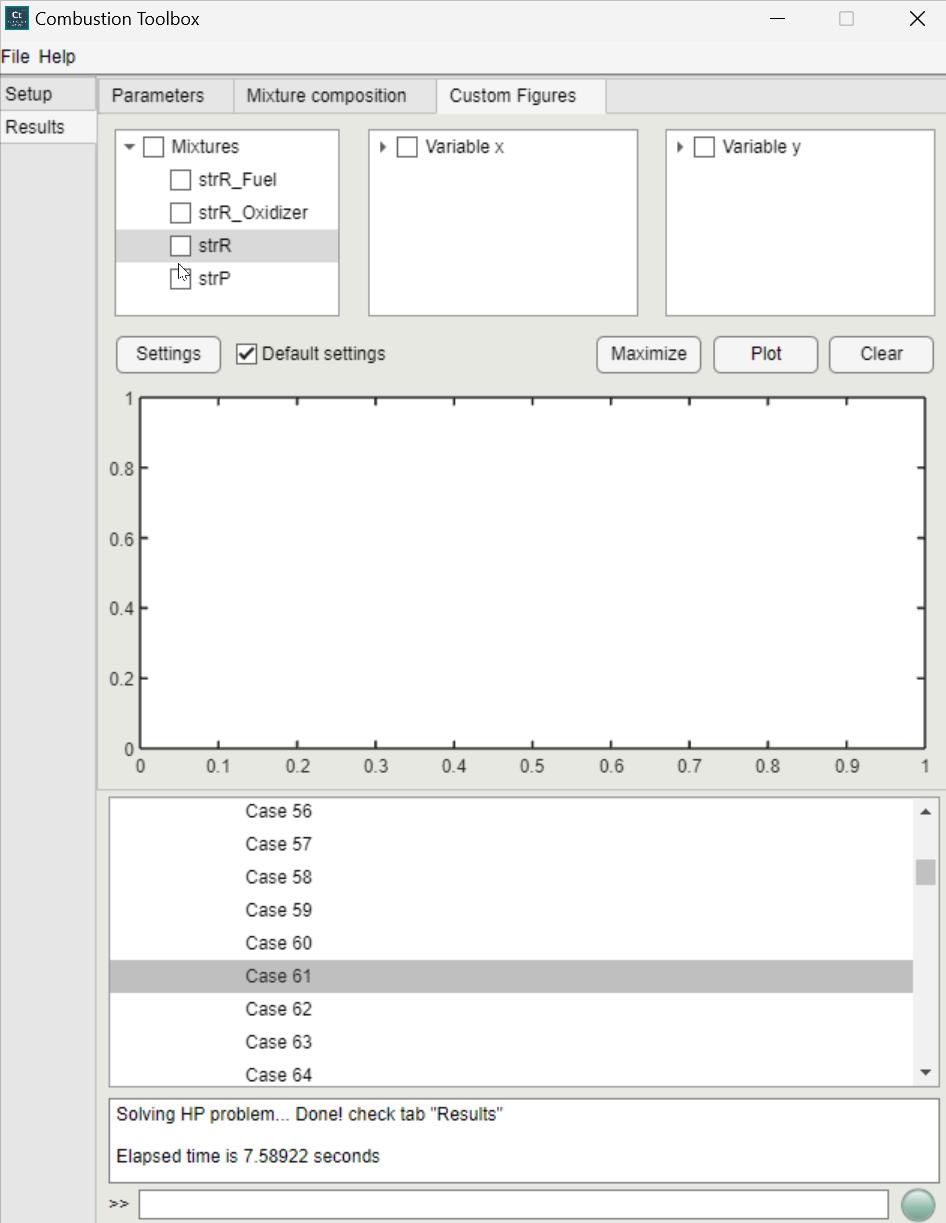 Ct Combustion Toolbox
File Help
Setup
Results
Parameters Mixture composition Custom Figures
Mixtures
strR_Fuel
strR_Oxidizer
strR
strP
Variable x
Variable y
Settings Default settings Maximize Plot Clear
1
0.8
0.6
0.4
0.2
0
0 0.1 0.2 0.3 0.4 0.5 0.6 0.7 0.8 0.9 1
Case 56
Case 57
Case 58
Case 59
Case 60
Case 61
Case 62
Case 63
Case 64
Solving HP problem... Done! check tab "Results"
Elapsed time is 7.58922 seconds
>>